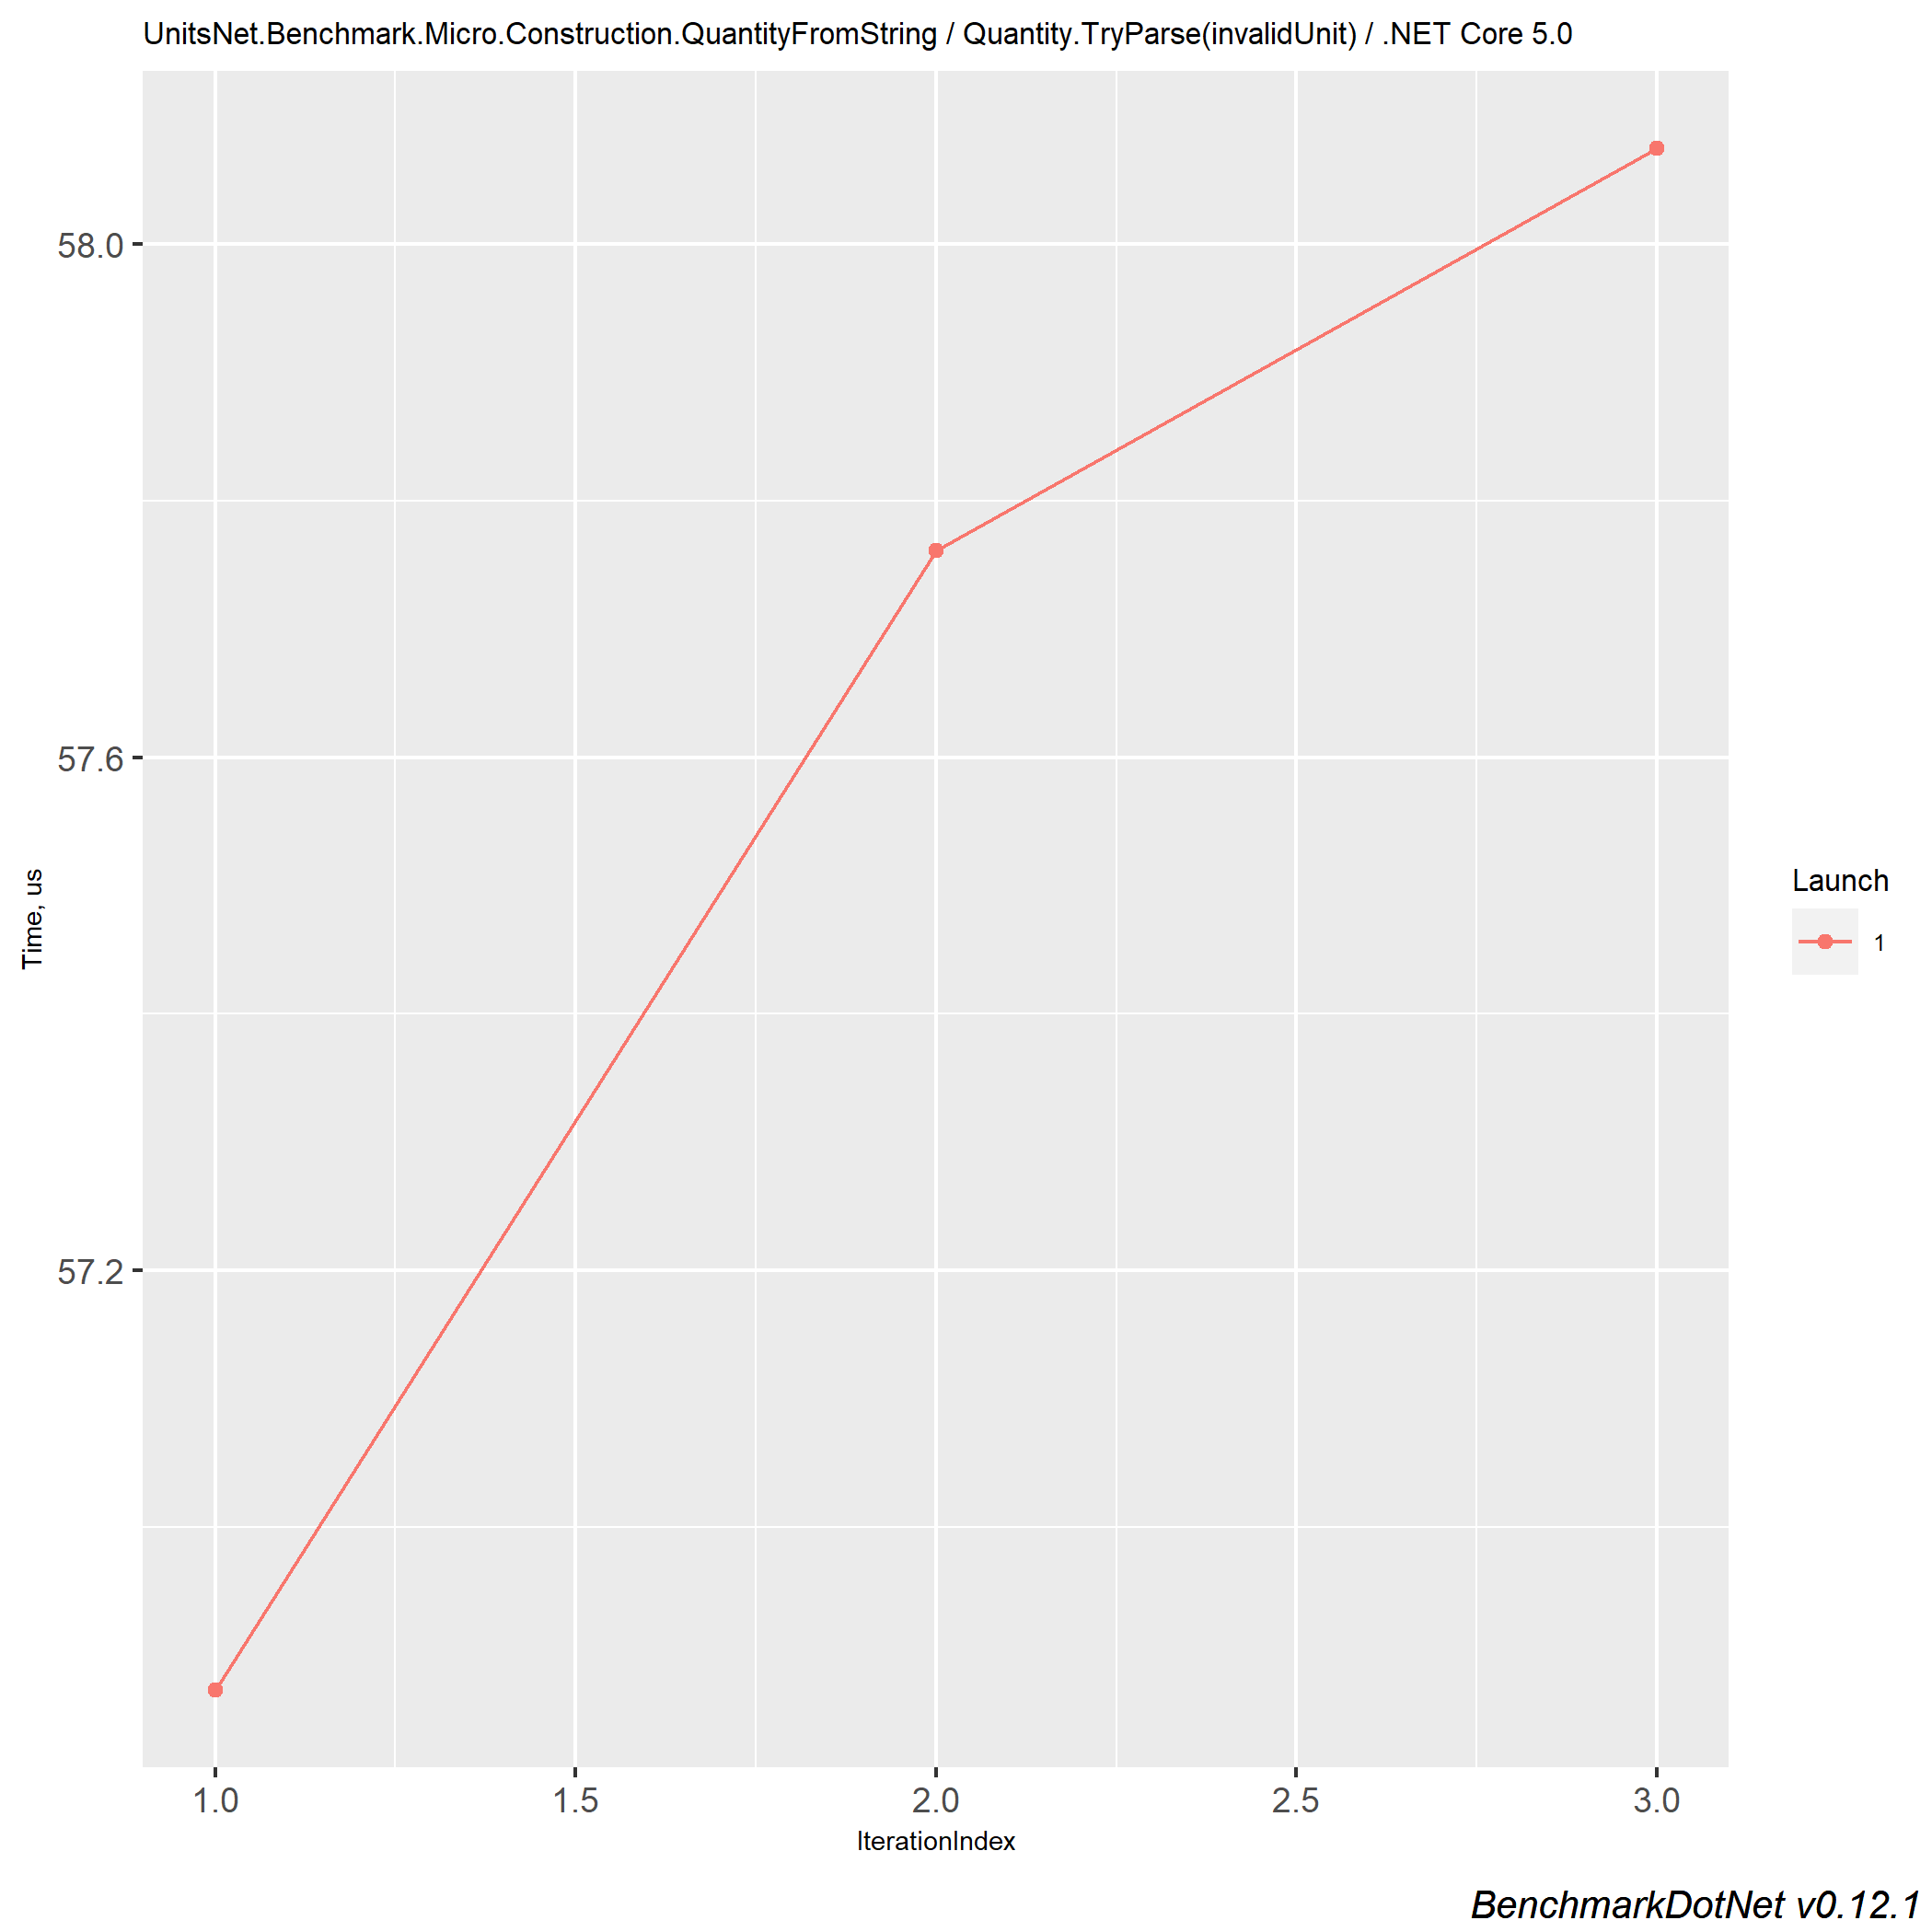 UnitsNet.Benchmark.Micro.Construction.QuantityFromString / Quantity.TryParse(invalidUnit) / .NET Core 5.0
58.0
57.6
57.2
Time, us
Launch
1
1.0 1.5 2.0 2.5 3.0
IterationIndex
BenchmarkDotNet v0.12.1